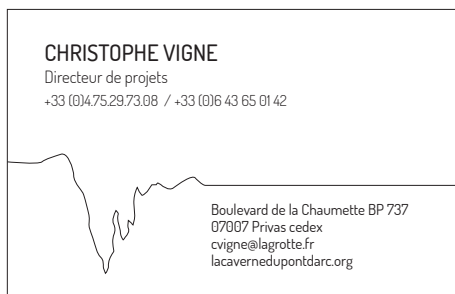 CHRISTOPHE VIGNE
Directeur de projets
+33 (0)4.75.29.73.08 / +33 (0)6 43 65 01 42
Boulevard de la Chaumette BP 737
07007 Privas cedex
cvigne@lagrotte.fr
lacavernedupontdarc.org